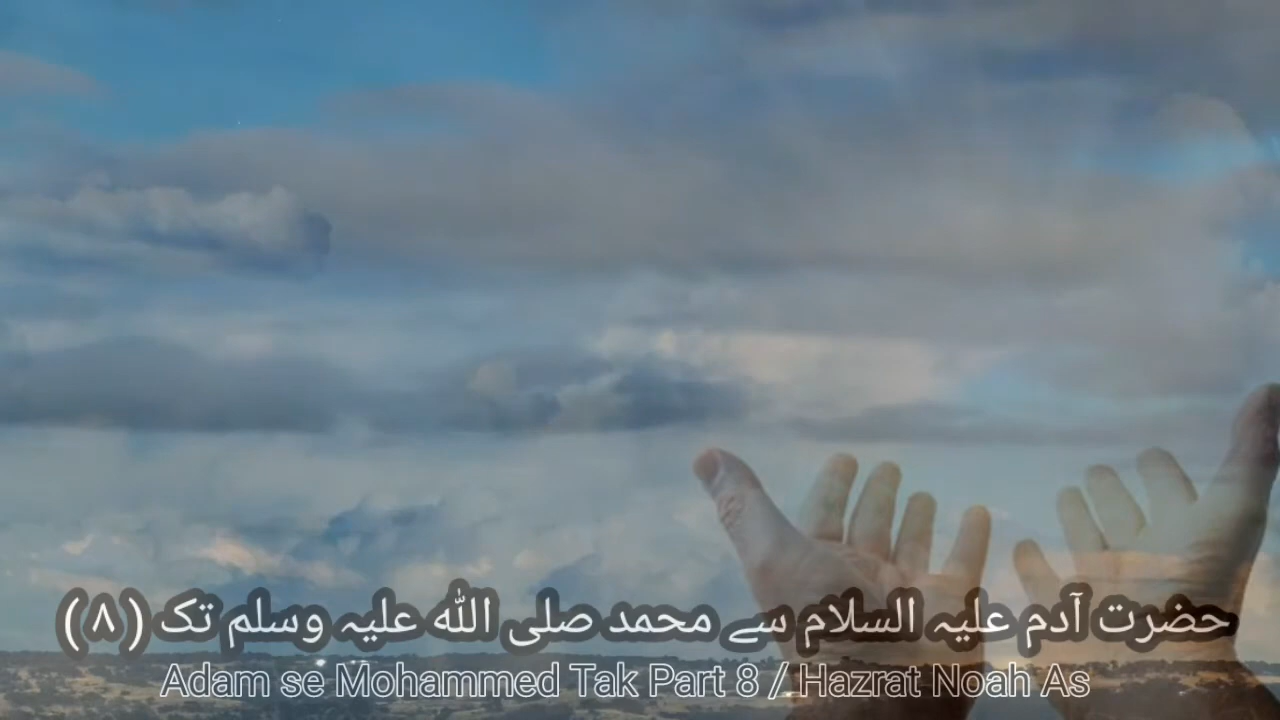 حضرت آدم علیہ السلام سے محمد صلی اللہ علیہ وسلم تک (۸)
Adam se Mohammed Tak Part 8 / Hazrat Noah As